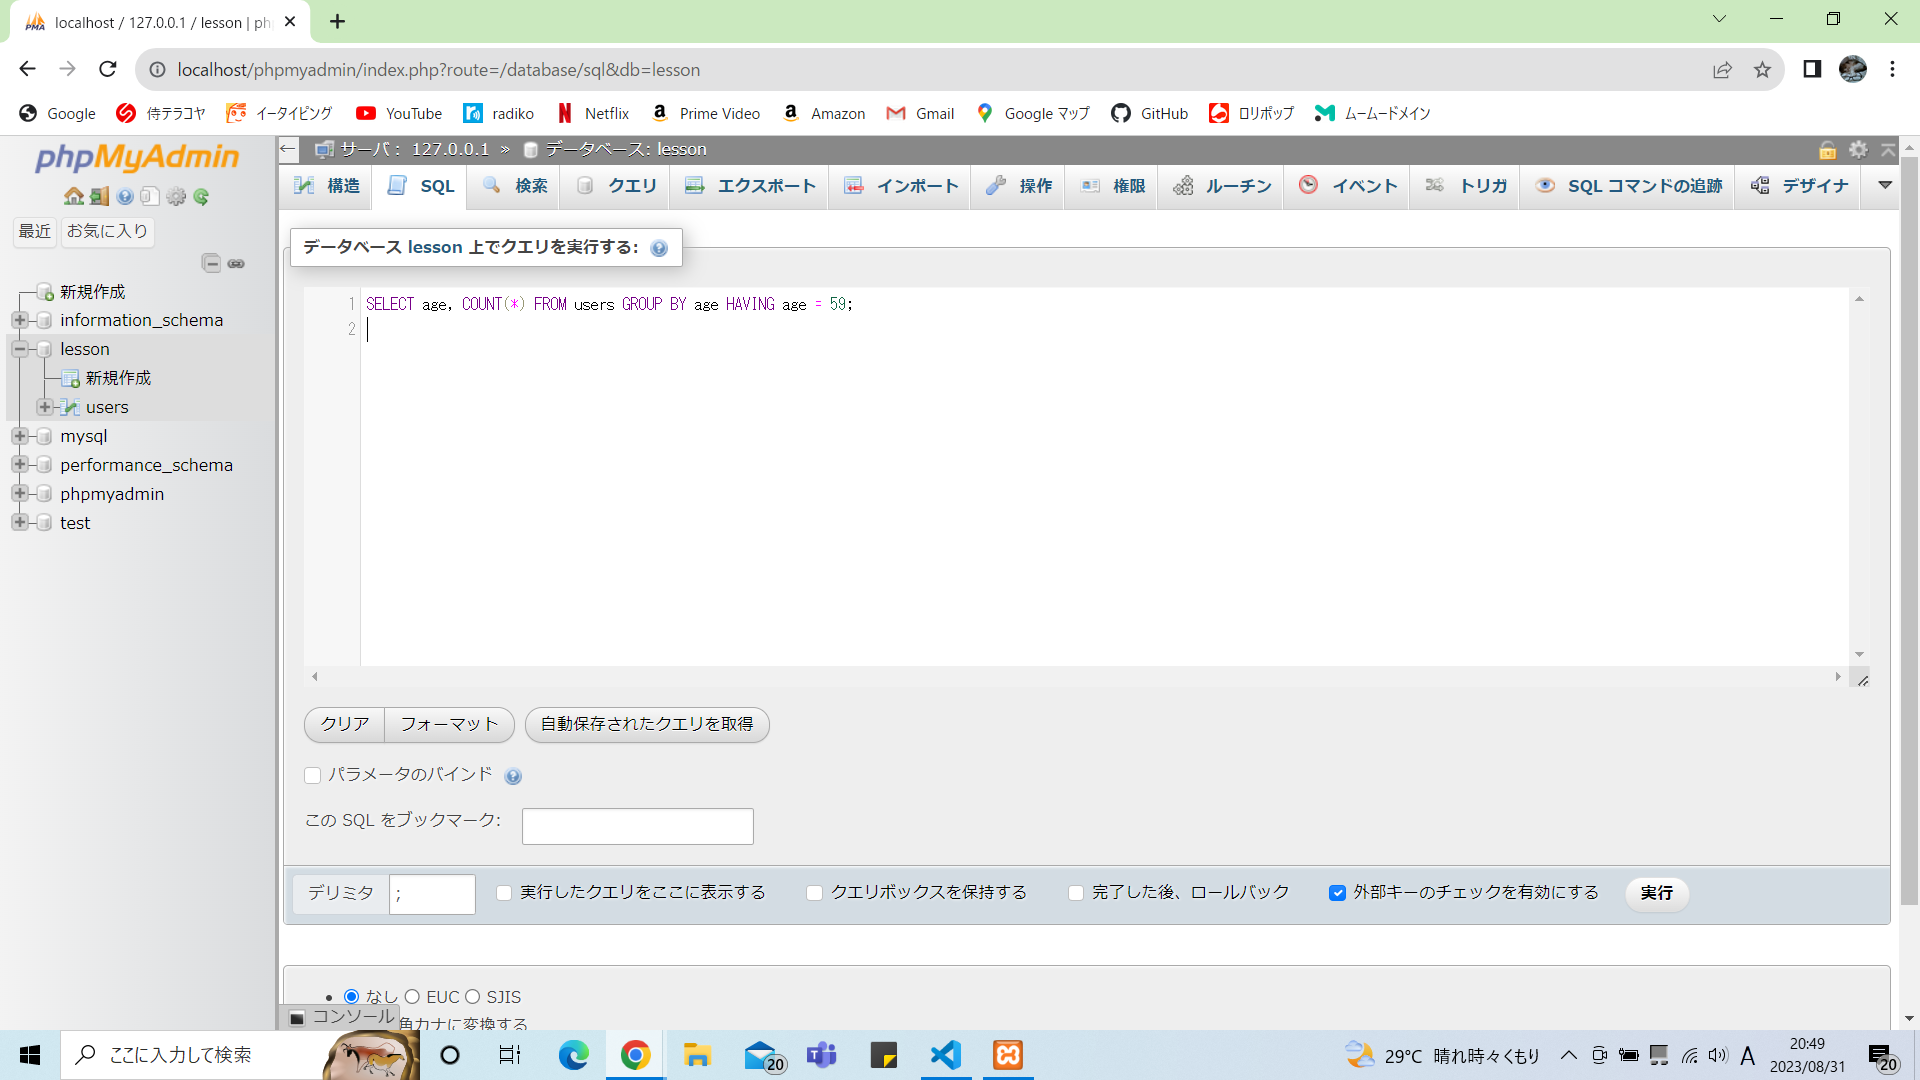 localhost / 127.0.0.1 / lesson | ph
localhost/phpmyadmin/index.php?route=/database/sql&db=lesson
Google 侍テラコヤ イータイピング YouTube radiko Netflix Prime Video Amazon Gmail Google マップ GitHub ロリポップ ムームードメイン
phpMyAdmin
最近 お気に入り
新規作成
information_schema
lesson
新規作成
users
mysql
performance_schema
phpmyadmin
test
サーバ : 127.0.0.1 » データベース: lesson
構造 SQL 検索 クエリ エクスポート インポート 操作 権限 ルーチン イベント トリガ SQL コマンドの追跡 デザイナ
データベース lesson 上でクエリを実行する:
1 SELECT age, COUNT(*) FROM users GROUP BY age HAVING age = 59;
2
クリア フォーマット 自動保存されたクエリを取得
パラメータのバインド
この SQL をブックマーク:
デリミタ ; 実行したクエリをここに表示する クエリボックスを保持する 完了した後、ロールバック 外部キーのチェックを有効にする 実行
なし EUC SJIS
コンソール 角カナに変換する
ここに入力して検索 20 29°C 晴れ時々くもり A 20:49 20
2023/08/31